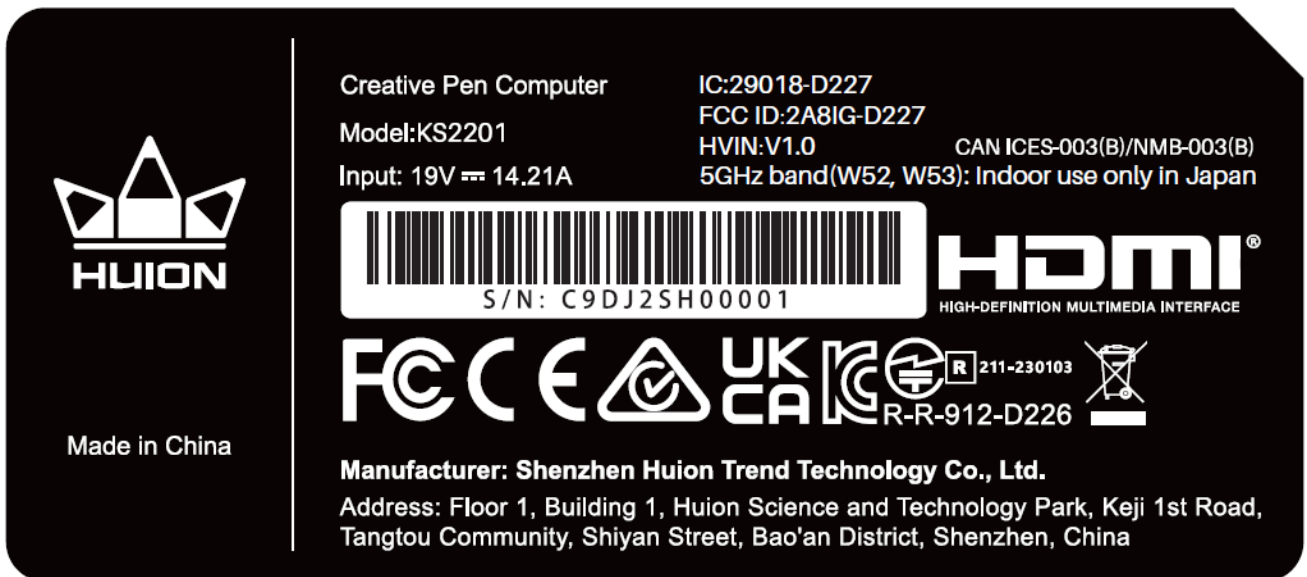 HUION
Made in China
Creative Pen Computer
Model:KS2201
Input: 19V ⎓ 14.21A
IC:29018-D227
FCC ID:2A8IG-D227
HVIN:V1.0 CAN ICES-003(B)/NMB-003(B)
5GHz band(W52, W53): Indoor use only in Japan
S/N: C9DJ2SH00001
HDMI®
HIGH-DEFINITION MULTIMEDIA INTERFACE
FC CE UK CA KC R 211-230103
R-R-912-D226
Manufacturer: Shenzhen Huion Trend Technology Co., Ltd.
Address: Floor 1, Building 1, Huion Science and Technology Park, Keji 1st Road,
Tangtou Community, Shiyan Street, Bao'an District, Shenzhen, China